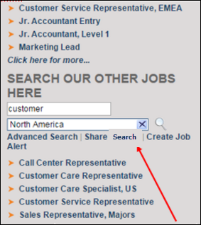 Customer Service Representative, EMEA
Jr. Accountant Entry
Jr. Accountant, Level 1
Marketing Lead
Click here for more...
SEARCH OUR OTHER JOBS
HERE
customer
North America
Advanced Search | Share Search | Create Job
Alert
Call Center Representative
Customer Care Representative
Customer Care Specialist, US
Customer Service Representative
Sales Representative, Majors